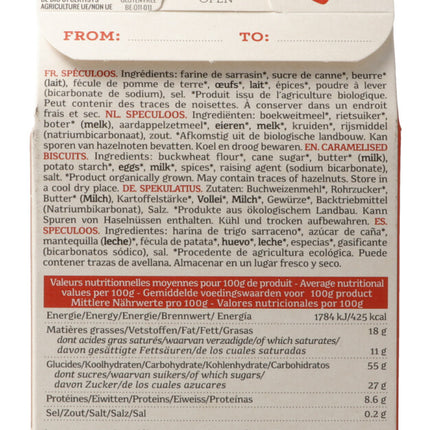 AGRICULTURE UE/NON UE
BE-011-011
OPEN
FROM: TO:
FR. SPÉCULOOS. Ingrédients: farine de sarrasin*, sucre de canne*, beurre*
(lait), fécule de pomme de terre*, œufs*, lait*, épices*, poudre à lever
(bicarbonate de sodium), sel. *Produit issu de l'agriculture biologique.
Peut contenir des traces de noisettes. À conserver dans un endroit
frais et sec. NL. SPECULOOS. Ingrediënten: boekweitmeel*, rietsuiker*,
boter* (melk), aardappelzetmeel*, eieren*, melk*, kruiden*, rijsmiddel
(natriumbicarbonaat), zout. *Afkomstig uit de biologische landbouw. Kan
sporen van hazelnoten bevatten. Koel en droog bewaren. EN. CARAMELISED
BISCUITS. Ingredients: buckwheat flour*, cane sugar*, butter* (milk),
potato starch*, eggs*, milk*, spices*, raising agent (sodium bicarbonate),
salt. *Product organically grown. May contain traces of hazelnuts. Store in
a cool dry place. DE. SPEKULATIUS. Zutaten: Buchweizenmehl*, Rohrzucker*,
Butter* (Milch), Kartoffelstärke*, Vollei*, Milch*, Gewürze*, Backtriebmittel
(Natriumbikarbonat), Salz. *Produkte aus ökologischem Landbau. Kann
Spuren von Haselnüssen enthalten. Kühl und trocken aufbewahren. ES.
SPECULOOS. Ingredientes: harina de trigo sarraceno*, azúcar de caña*,
mantequilla (leche)*, fécula de patata*, huevo*, leche*, especias*, gasificante
(bicarbonatos sódico), sal. *Procedente de agricultura ecológica. Puede
contener trazas de avellana. Almacenar en un lugar fresco y seco.
Valeurs nutritionnelles moyennes pour 100g de produit - Average nutritional
values per 100g - Gemiddelde voedingswaarden voor 100g product
Mittlere Nährwerte pro 100g - Valores nutricionales por 100g
Energie/Energy/Energie/Brennwert/Energía 1784 kJ/425 kcal
Matières grasses/Vetstoffen/Fat/Fett/Grasas 18 g
dont acides gras saturés/waarvan verzadigde/of which saturates/
davon gesättigte Fettsäuren/de los cuales saturadas 11 g
Glucides/Koolhydraten/Carbohydrate/Kohlenhydrate/Carbohidratos 55 g
dont sucres/waarvan suikers/of which sugars/
davon Zucker/de los cuales azucares 27 g
Protéines/Eiwitten/Proteins/Eiweiss/Proteínas 8.6 g
Sel/Zout/Salt/Salz/Sal 0.2 g